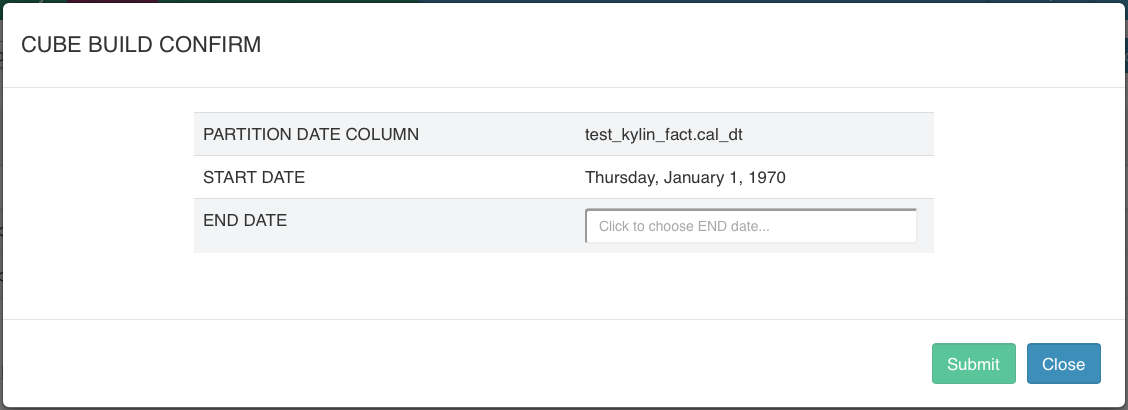 CUBE BUILD CONFIRM
PARTITION DATE COLUMN test_kylin_fact.cal_dt
START DATE Thursday, January 1, 1970
END DATE Click to choose END date...
Submit Close